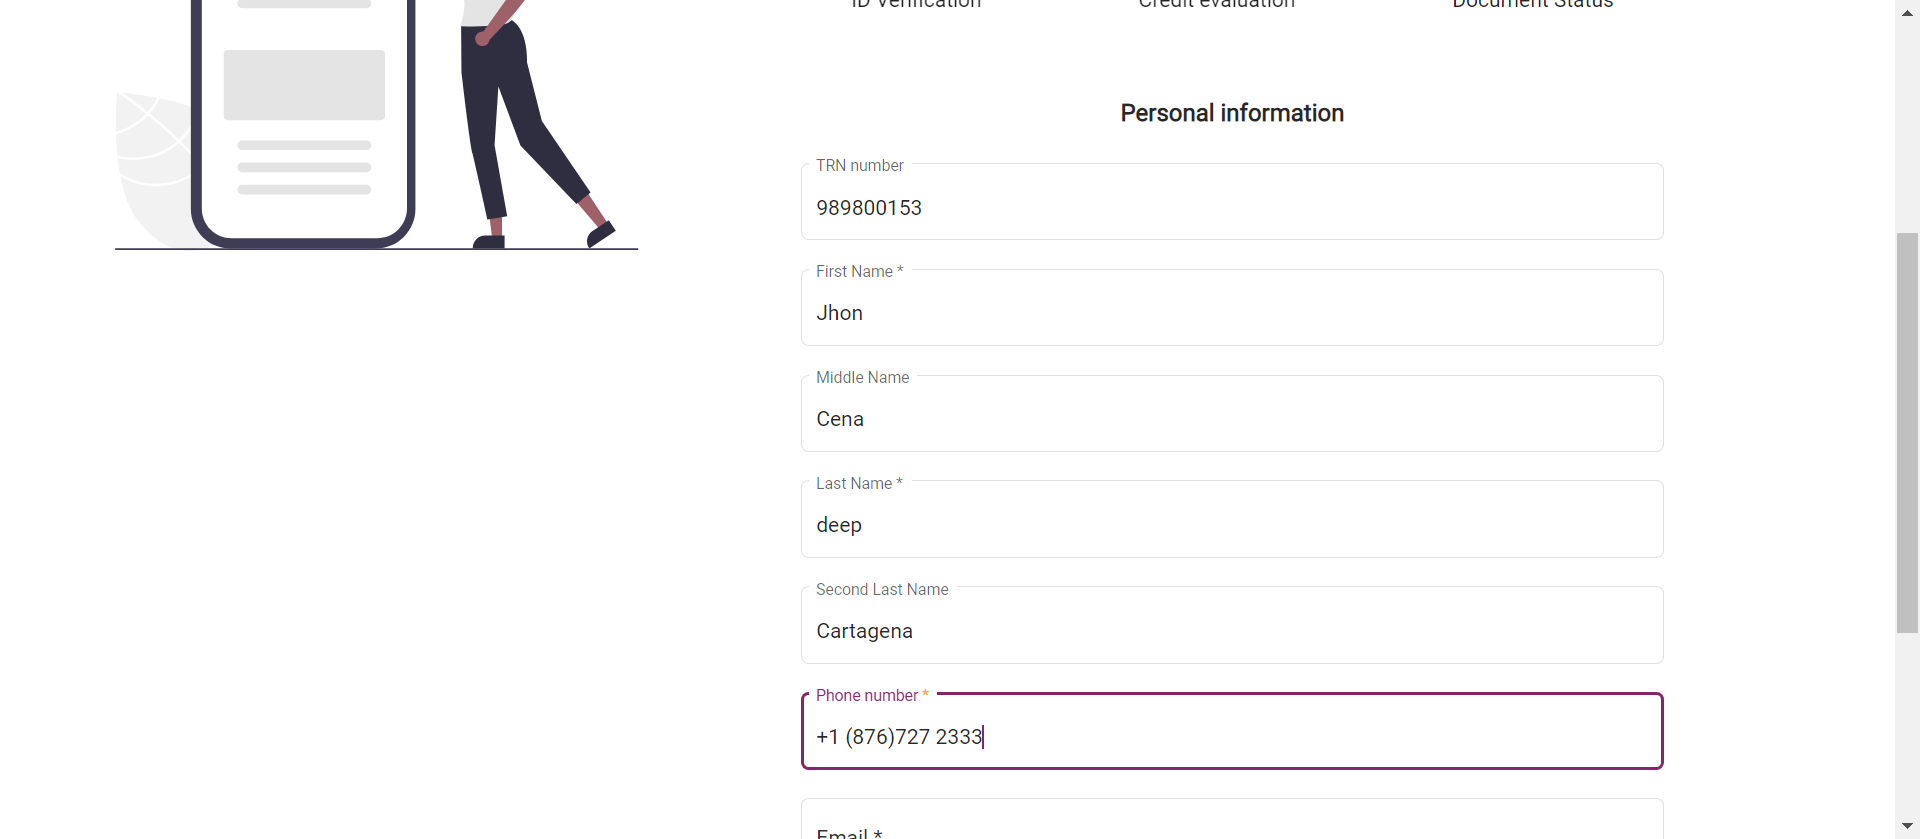 ID Verification
Credit evaluation
Document Status
Personal information
TRN number
989800153
First Name *
Jhon
Middle Name
Cena
Last Name *
deep
Second Last Name
Cartagena
Phone number *
+1 (876)727 2333
Email *